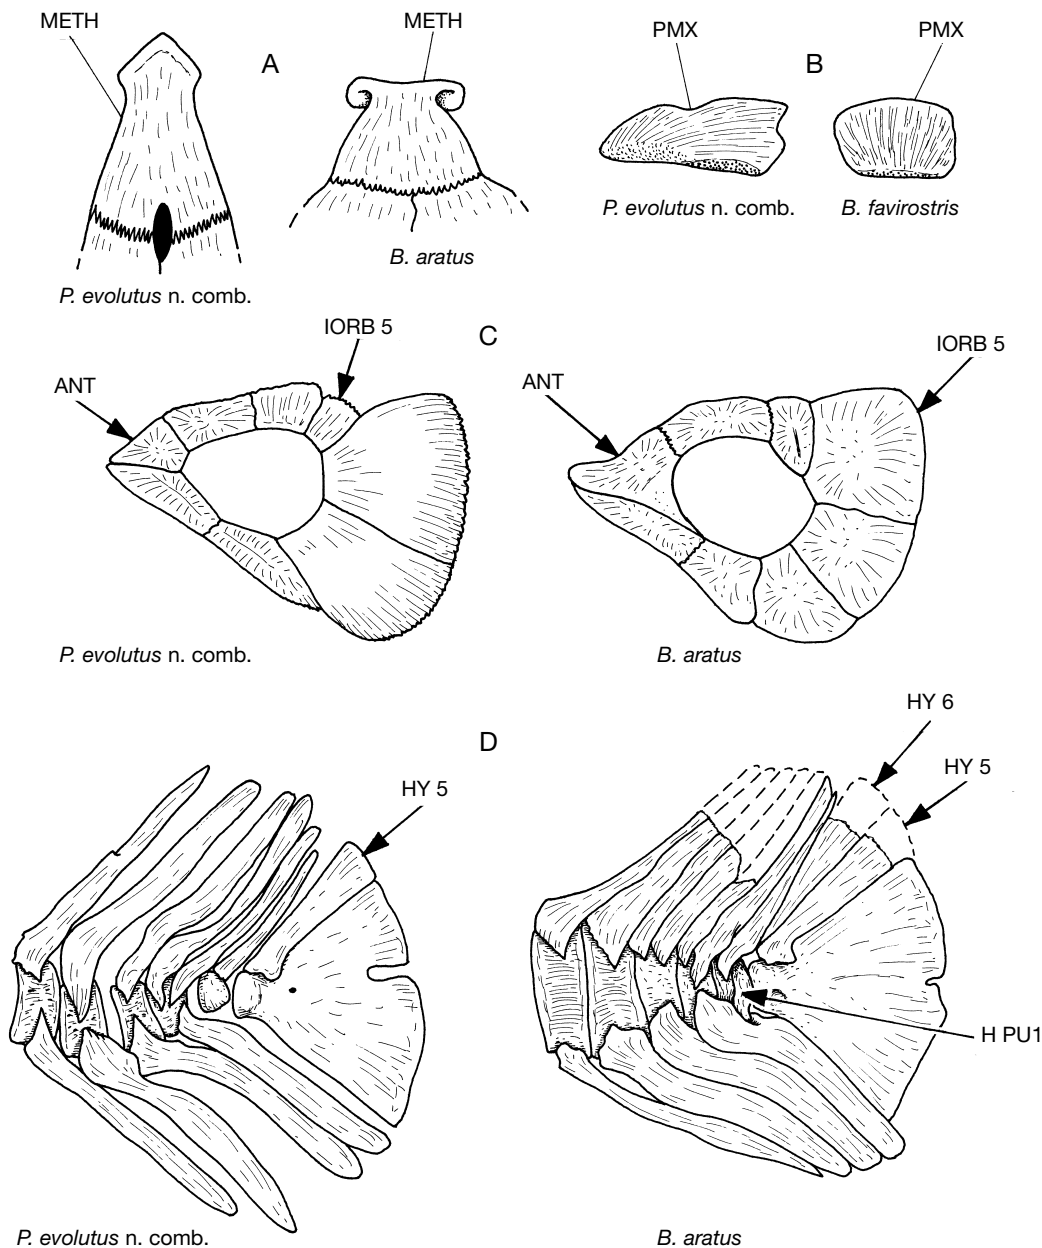 METH
METH
A
P. evolutus n. comb.
B. aratus
PMX
PMX
B
P. evolutus n. comb.
B. favirostris
IORB 5
C
IORB 5
ANT
ANT
P. evolutus n. comb.
B. aratus
D
HY 6
HY 5
HY 5
H PU1
P. evolutus n. comb.
B. aratus